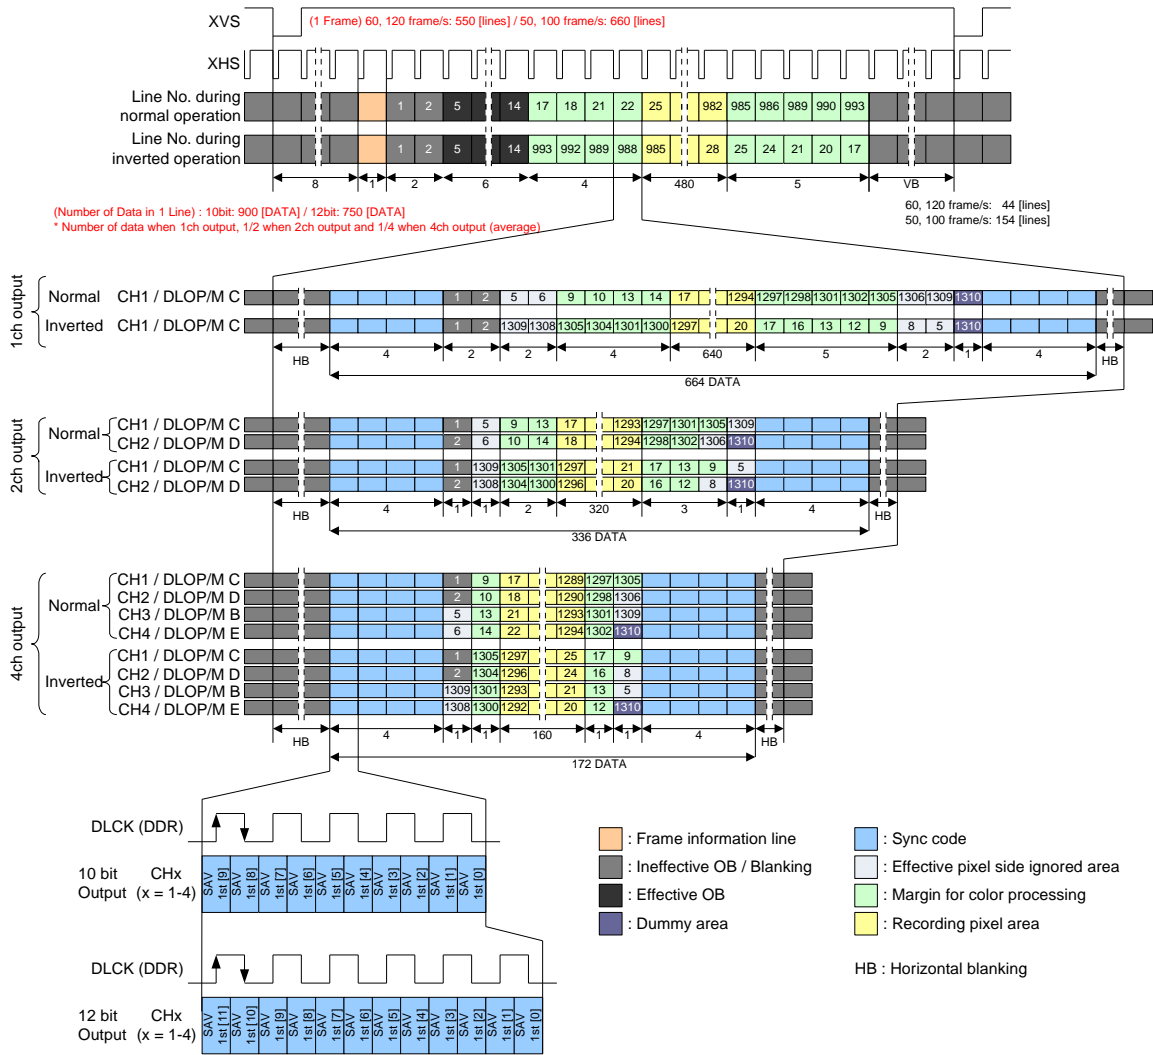 XVS
(1 Frame) 60, 120 frame/s: 550 [lines] / 50, 100 frame/s: 660 [lines]
XHS
Line No. during
normal operation
1 2 5 14 17 18 21 22 25 982 985 986 989 990 993
Line No. during
inverted operation
1 2 5 14 993 992 989 988 985 28 25 24 21 20 17
8 1 2 6 4 480 5 VB
(Number of Data in 1 Line) : 10bit: 900 [DATA] / 12bit: 750 [DATA]
* Number of data when 1ch output, 1/2 when 2ch output and 1/4 when 4ch output (average)
60, 120 frame/s: 44 [lines]
50, 100 frame/s: 154 [lines]
1ch output
Normal CH1 / DLOP/M C 1 2 5 6 9 10 13 14 17 1294 1297 1298 1301 1302 1305 1306 1309 1310
Inverted CH1 / DLOP/M C 1 2 1309 1308 1305 1304 1301 1300 1297 20 17 16 13 12 9 8 5 1310
HB 4 2 2 4 640 5 2 1 4 HB
664 DATA
2ch output
Normal
CH1 / DLOP/M C 1 5 9 13 17 1293 1297 1301 1305 1309
CH2 / DLOP/M D 2 6 10 14 18 1294 1298 1302 1306 1310
Inverted
CH1 / DLOP/M C 1 1309 1305 1301 1297 21 17 13 9 5
CH2 / DLOP/M D 2 1308 1304 1300 1296 20 16 12 8 1310
HB 4 1 1 2 320 3 1 4 HB
336 DATA
4ch output
Normal
CH1 / DLOP/M C 1 9 17 1289 1297 1305
CH2 / DLOP/M D 2 10 18 1290 1298 1306
CH3 / DLOP/M B 5 13 21 1293 1301 1309
CH4 / DLOP/M E 6 14 22 1294 1302 1310
Inverted
CH1 / DLOP/M C 1 1305 1297 25 17 9
CH2 / DLOP/M D 2 1304 1296 24 16 8
CH3 / DLOP/M B 1309 1301 1293 21 13 5
CH4 / DLOP/M E 1308 1300 1292 20 12 1310
HB 4 1 1 160 1 1 4 HB
172 DATA
DLCK (DDR)
10 bit CHx
Output (x = 1-4)
SAV 1st [9] SAV 1st [8] SAV 1st [7] SAV 1st [6] SAV 1st [5] SAV 1st [4] SAV 1st [3] SAV 1st [2] SAV 1st [1] SAV 1st [0]
DLCK (DDR)
12 bit CHx
Output (x = 1-4)
SAV 1st [11] SAV 1st [10] SAV 1st [9] SAV 1st [8] SAV 1st [7] SAV 1st [6] SAV 1st [5] SAV 1st [4] SAV 1st [3] SAV 1st [2] SAV 1st [1] SAV 1st [0]
: Frame information line
: Ineffective OB / Blanking
: Effective OB
: Dummy area
: Sync code
: Effective pixel side ignored area
: Margin for color processing
: Recording pixel area
HB : Horizontal blanking